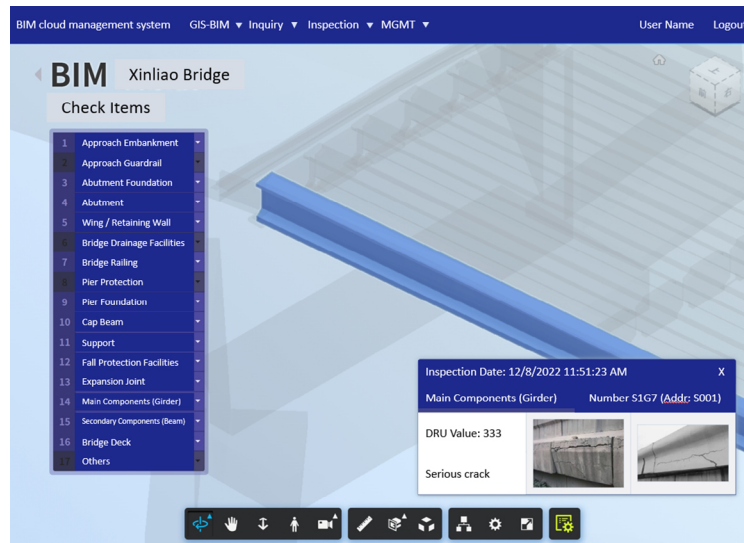 BIM cloud management system GIS-BIM ▼ Inquiry ▼ Inspection ▼ MGMT ▼ User Name Logout
BIM Xinliao Bridge
Check Items
1 Approach Embankment
2 Approach Guardrail
3 Abutment Foundation
4 Abutment
5 Wing / Retaining Wall
6 Bridge Drainage Facilities
7 Bridge Railing
8 Pier Protection
9 Pier Foundation
10 Cap Beam
11 Support
12 Fall Protection Facilities
13 Expansion Joint
14 Main Components (Girder)
15 Secondary Components (Beam)
16 Bridge Deck
17 Others
Inspection Date: 12/8/2022 11:51:23 AM X
Main Components (Girder) Number S1G7 (Addr: S001)
DRU Value: 333
Serious crack